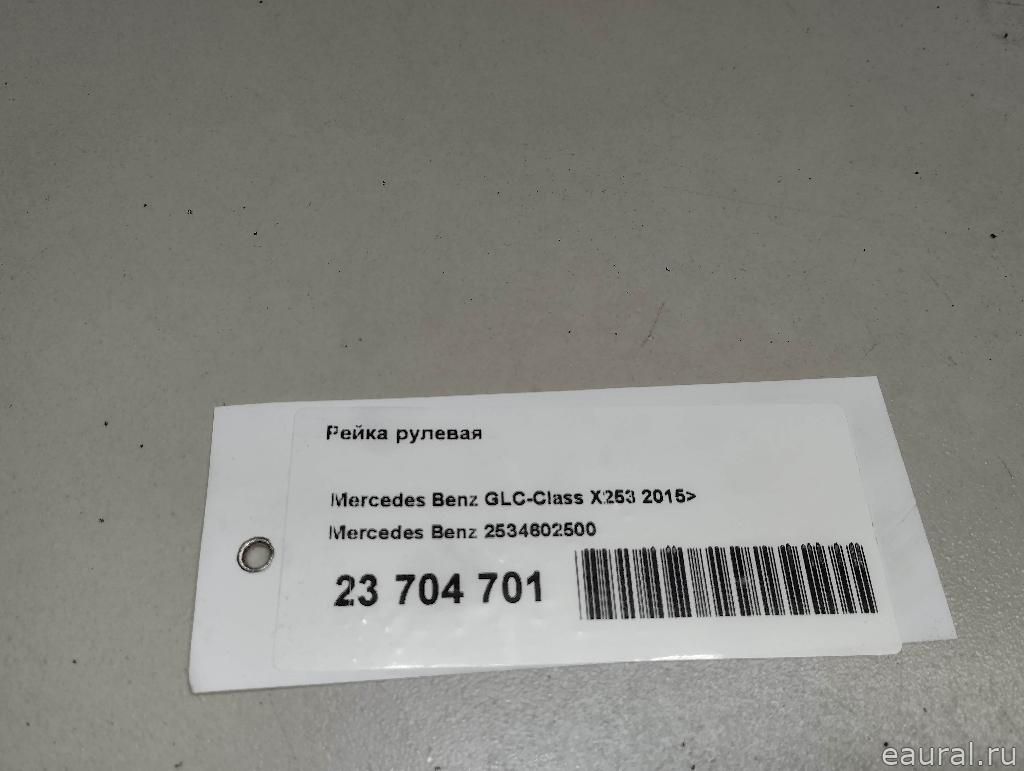 Рейка рулевая
Mercedes Benz GLC-Class X253 2015>
Mercedes Benz 2534602500
23 704 701
eaural.ru